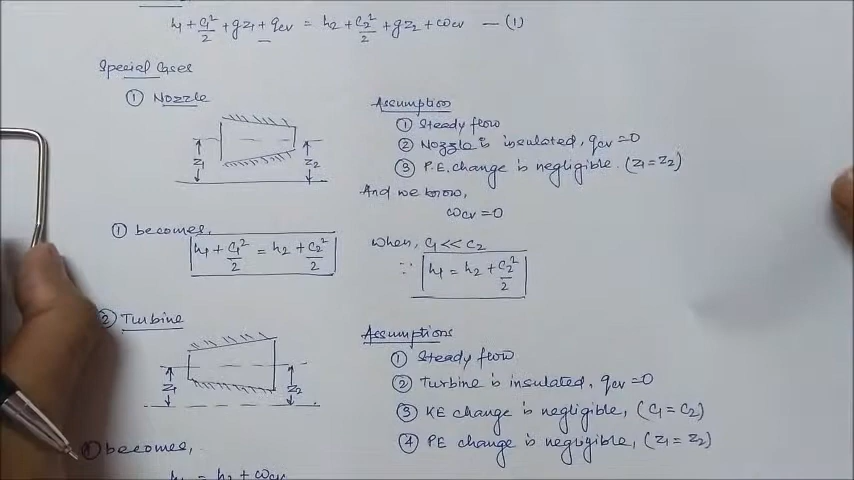 h₁ + c₁²/2 + gz₁ + qcv = h₂ + c₂²/2 + gz₂ + ωcv — (1)
Special Cases
① Nozzle
z₁ z₂
Assumption
① Steady flow
② Nozzle is insulated, qcv = 0
③ P.E. change is negligible. (z₁ = z₂)
And we know,
ωcv = 0
① becomes,
h₁ + c₁²/2 = h₂ + c₂²/2
when, c₁ << c₂
∵ h₁ = h₂ + c₂²/2
② Turbine
z₁ z₂
Assumptions
① Steady flow
② Turbine is insulated, qcv = 0
③ KE change is negligible, (c₁ = c₂)
④ PE change is negligible, (z₁ = z₂)
① becomes,
h₁ = h₂ + ωcv